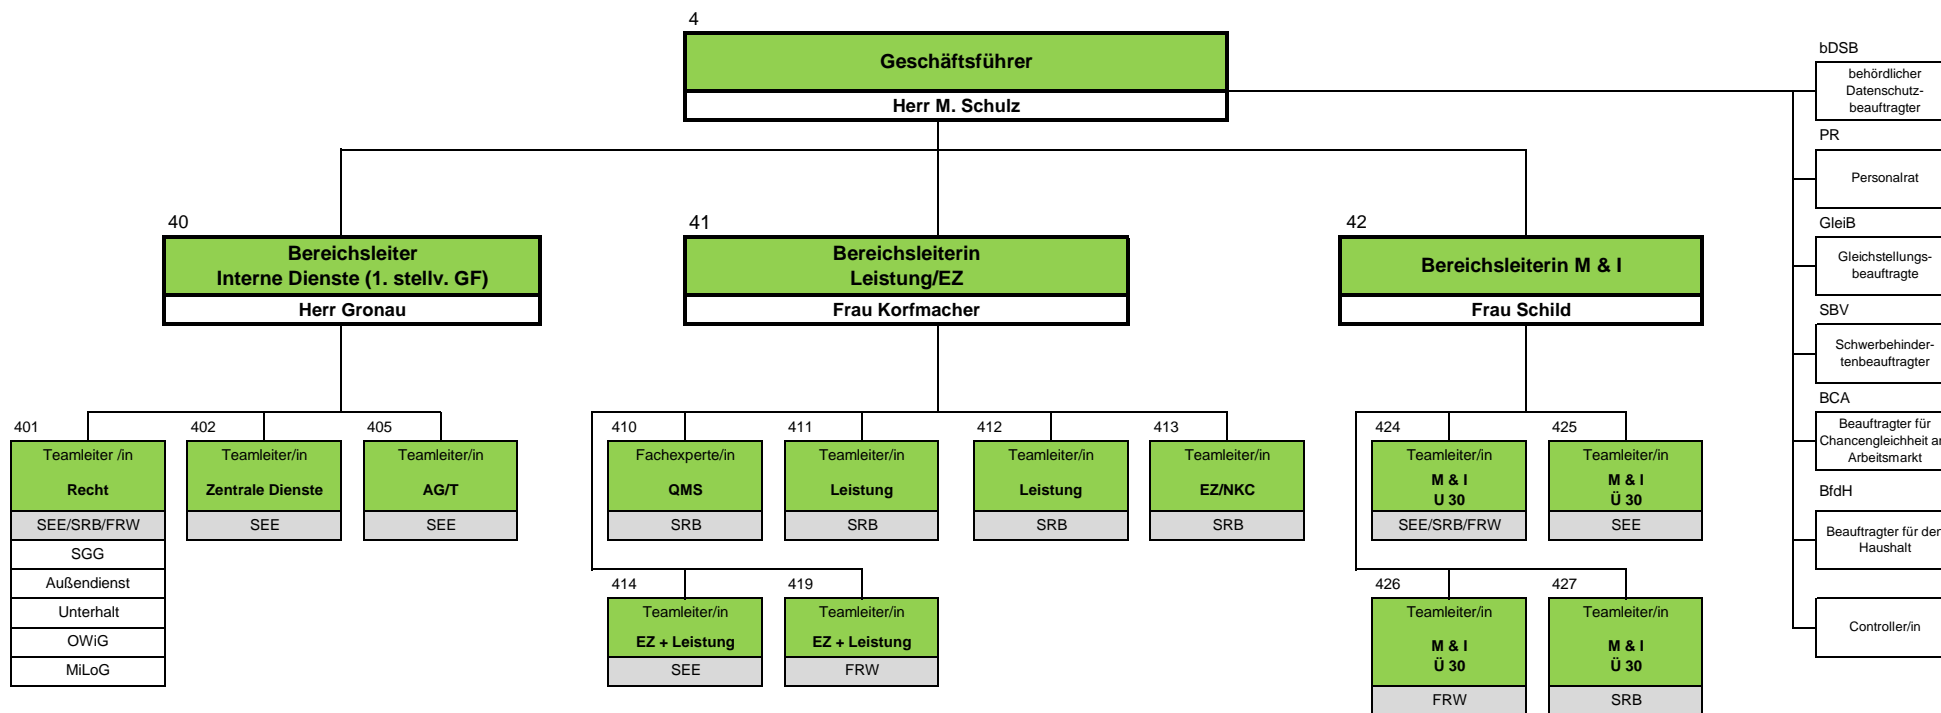 4
Geschäftsführer
Herr M. Schulz
40
Bereichsleiter
Interne Dienste (1. stellv. GF)
Herr Gronau
41
Bereichsleiterin
Leistung/EZ
Frau Korfmacher
42
Bereichsleiterin M & I
Frau Schild
401
Teamleiter /in
Recht
SEE/SRB/FRW
SGG
Außendienst
Unterhalt
OWiG
MiLoG
402
Teamleiter/in
Zentrale Dienste
SEE
405
Teamleiter/in
AG/T
SEE
410
Fachexperte/in
QMS
SRB
411
Teamleiter/in
Leistung
SRB
412
Teamleiter/in
Leistung
SRB
413
Teamleiter/in
EZ/NKC
SRB
414
Teamleiter/in
EZ + Leistung
SEE
419
Teamleiter/in
EZ + Leistung
FRW
424
Teamleiter/in
M & I
U 30
SEE/SRB/FRW
425
Teamleiter/in
M & I
Ü 30
SEE
426
Teamleiter/in
M & I
Ü 30
FRW
427
Teamleiter/in
M & I
Ü 30
SRB
bDSB
behördlicher
Datenschutz-
beauftragter
PR
Personalrat
GleiB
Gleichstellungs-
beauftragte
SBV
Schwerbehinder-
tenbeauftragter
BCA
Beauftragter für
Chancengleichheit
Arbeitsmarkt
BfdH
Beauftragter für den
Haushalt
Controller/in